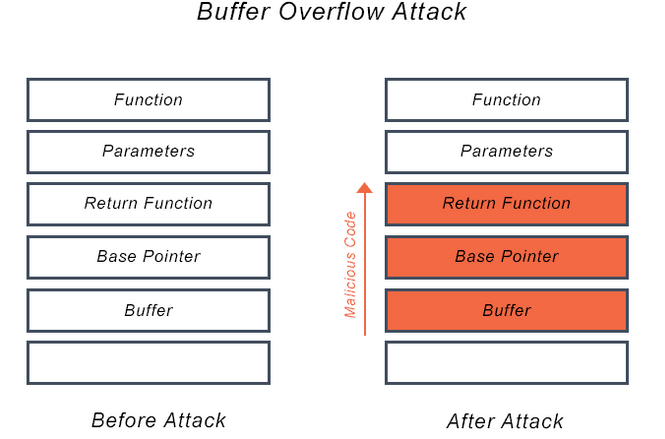 Buffer Overflow Attack
Function
Parameters
Return Function
Base Pointer
Buffer
Before Attack
Malicious Code
Function
Parameters
Return Function
Base Pointer
Buffer
After Attack